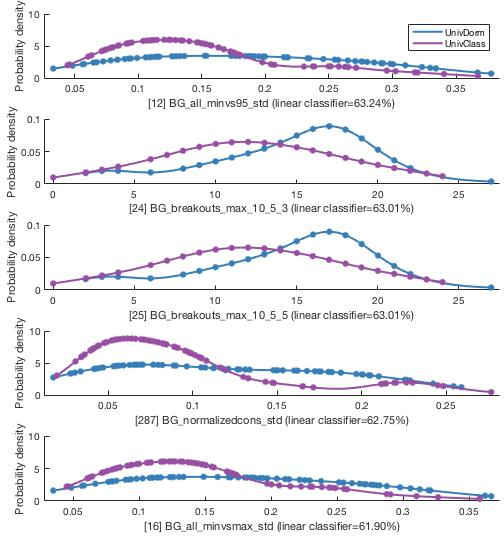 Probability density
10
5
0
UnivDorm
UnivClass
0.05 0.1 0.15 0.2 0.25 0.3 0.35
[12] BG_all_minvs95_std (linear classifier=63.24%)
Probability density
0.1
0.05
0
0 5 10 15 20 25
[24] BG_breakouts_max_10_5_3 (linear classifier=63.01%)
Probability density
0.1
0.05
0
0 5 10 15 20 25
[25] BG_breakouts_max_10_5_5 (linear classifier=63.01%)
Probability density
10
5
0
0.05 0.1 0.15 0.2 0.25
[287] BG_normalizedcons_std (linear classifier=62.75%)
Probability density
10
5
0
0.05 0.1 0.15 0.2 0.25 0.3 0.35
[16] BG_all_minvsmax_std (linear classifier=61.90%)